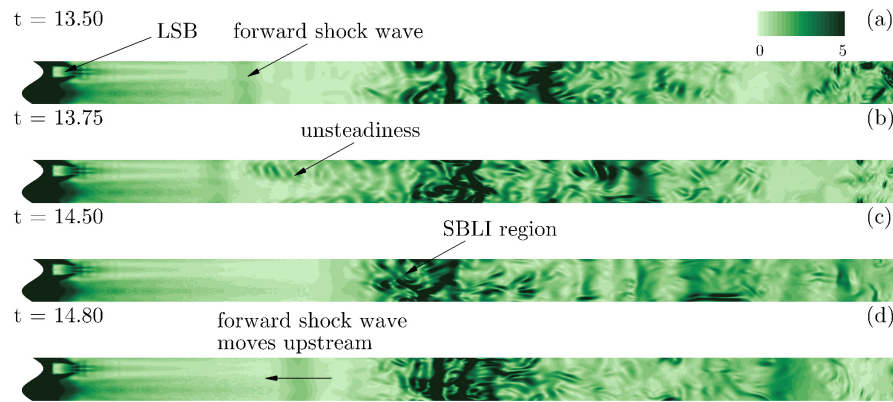 t = 13.50
(a)
LSB
forward shock wave
0
5
t = 13.75
(b)
unsteadiness
t = 14.50
(c)
SBLI region
t = 14.80
(d)
forward shock wave
moves upstream